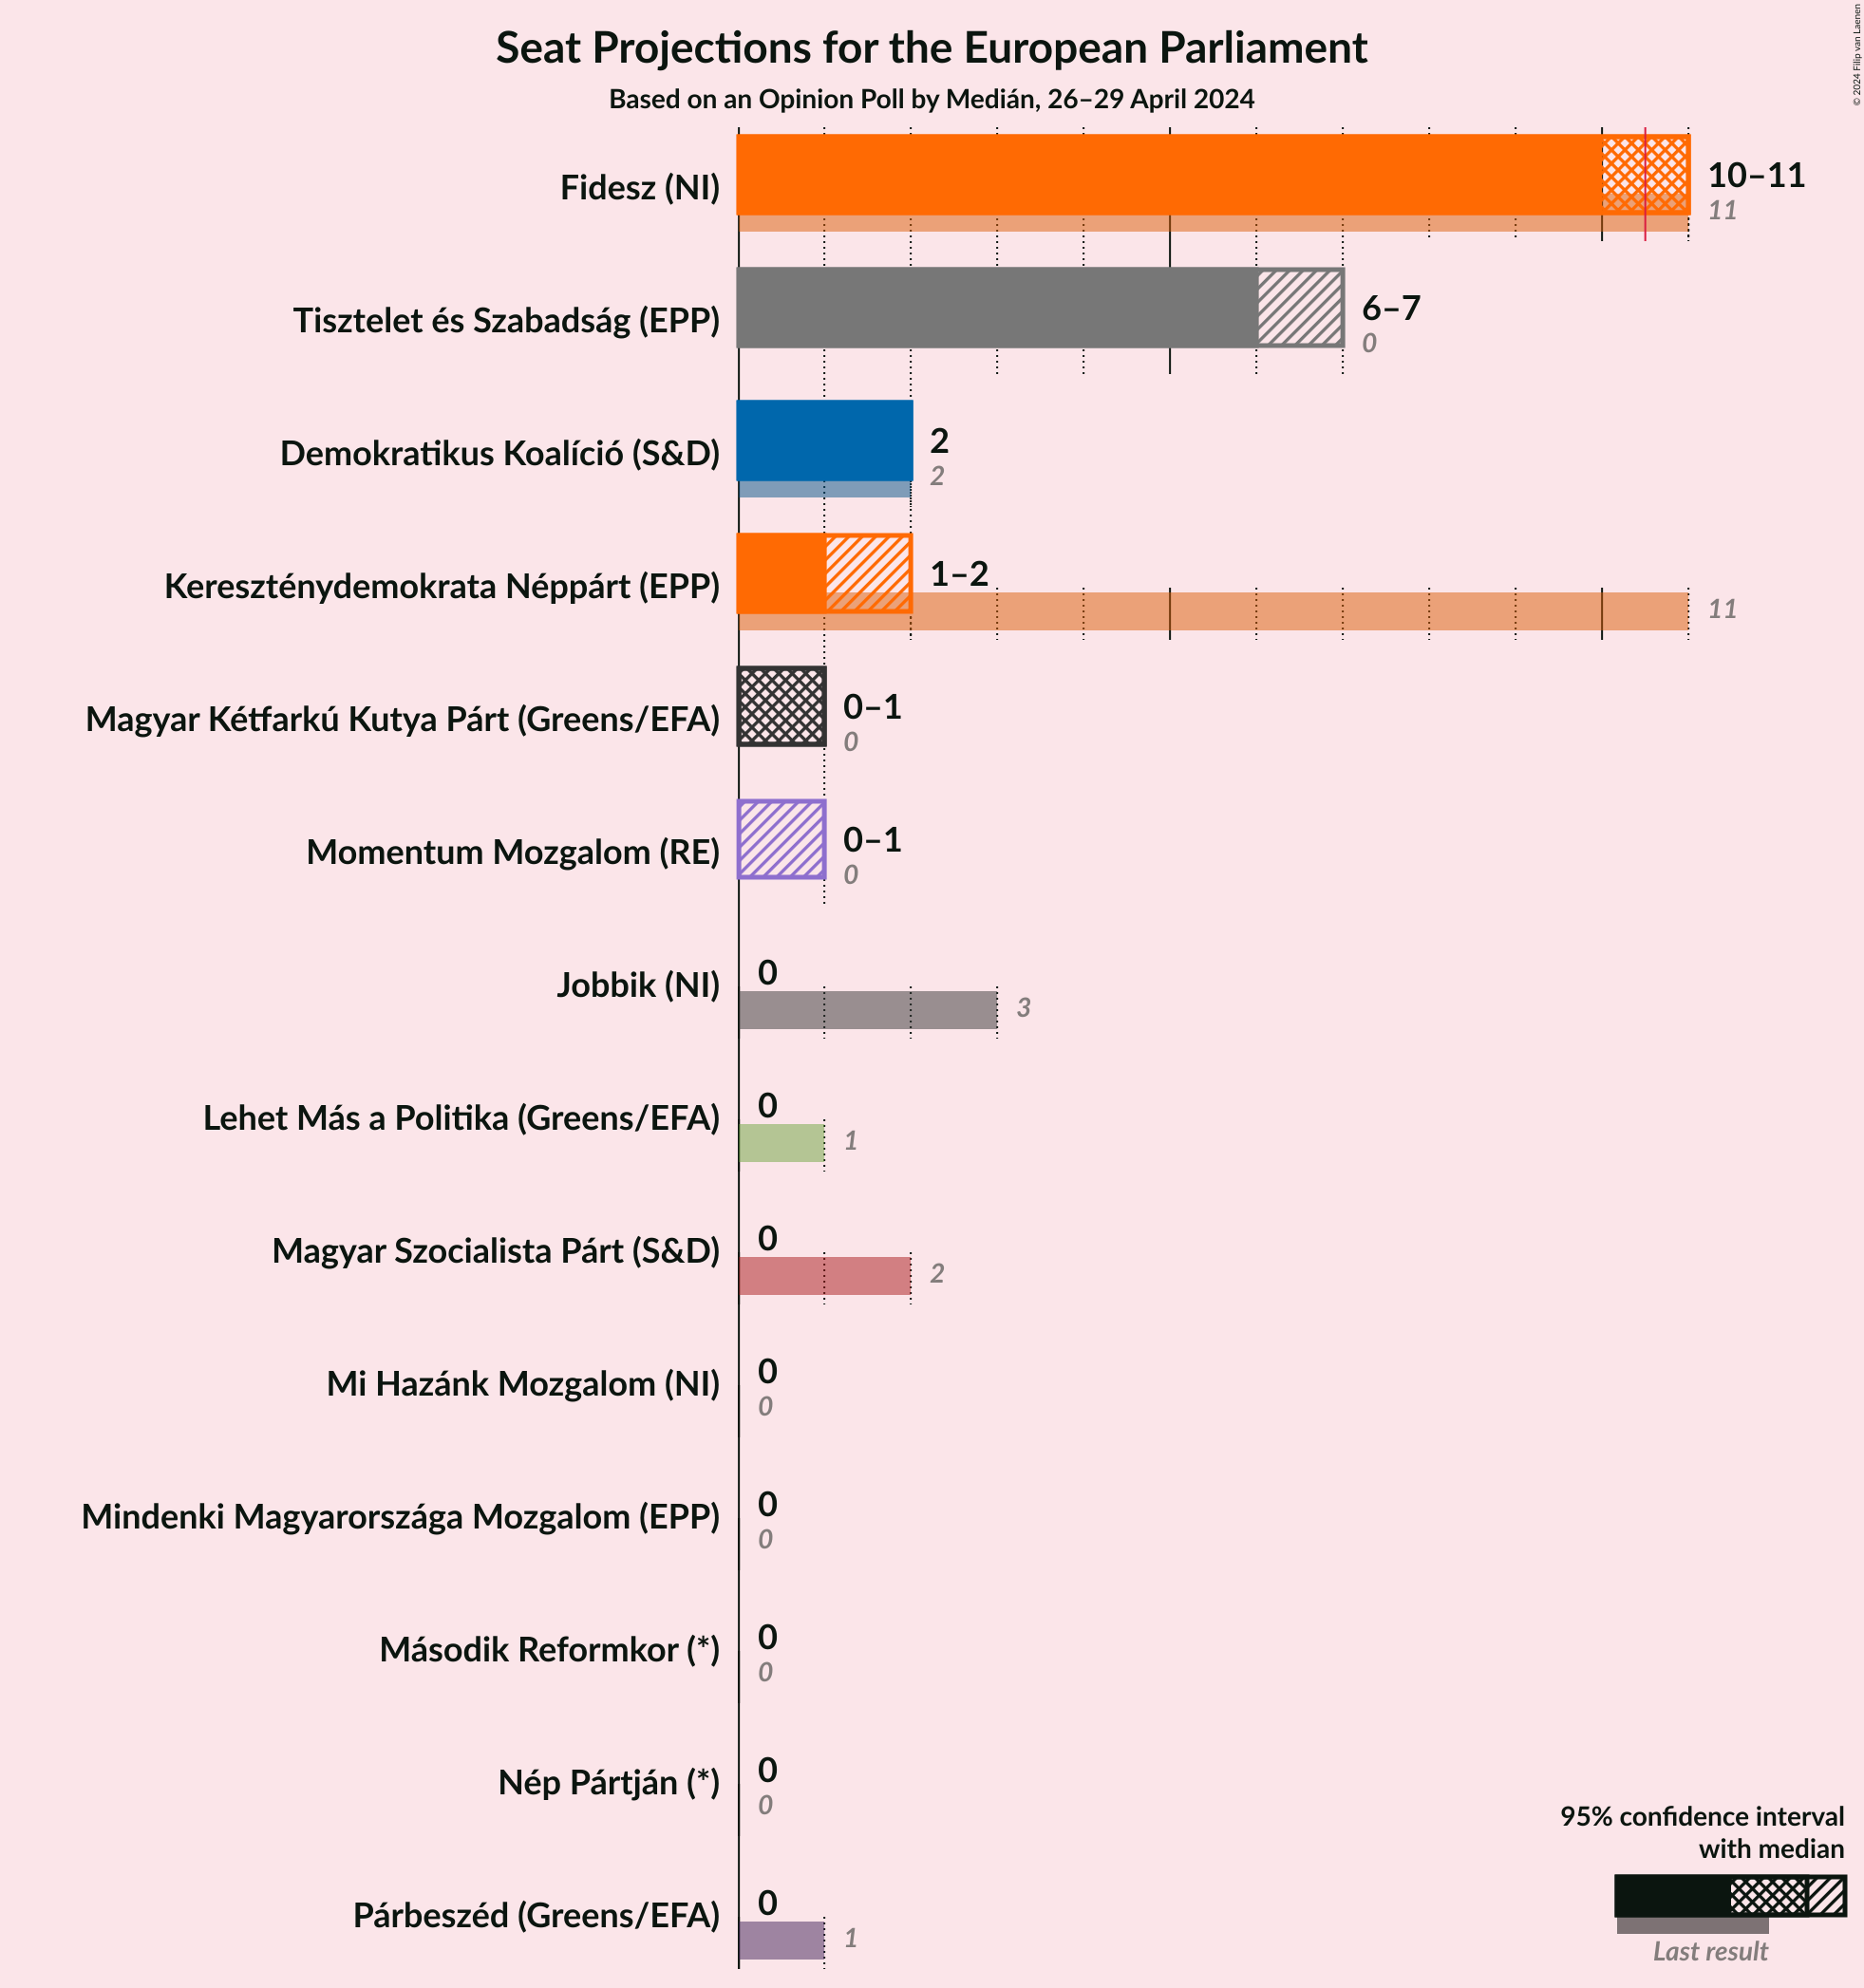 Seat Projections for the European Parliament
Based on an Opinion Poll by Medián, 26–29 April 2024
© 2024 Filip van Laenen
Fidesz (NI)
10–11
11
Tisztelet és Szabadság (EPP)
6–7
0
Demokratikus Koalíció (S&D)
2
2
Kereszténydemokrata Néppárt (EPP)
1–2
11
Magyar Kétfarkú Kutya Párt (Greens/EFA)
0–1
0
Momentum Mozgalom (RE)
0–1
0
Jobbik (NI)
0
3
Lehet Más a Politika (Greens/EFA)
0
1
Magyar Szocialista Párt (S&D)
0
2
Mi Hazánk Mozgalom (NI)
0
0
Mindenki Magyarországa Mozgalom (EPP)
0
0
Második Reformkor (*)
0
0
Nép Pártján (*)
0
0
Párbeszéd (Greens/EFA)
0
1
95% confidence interval
with median
Last result